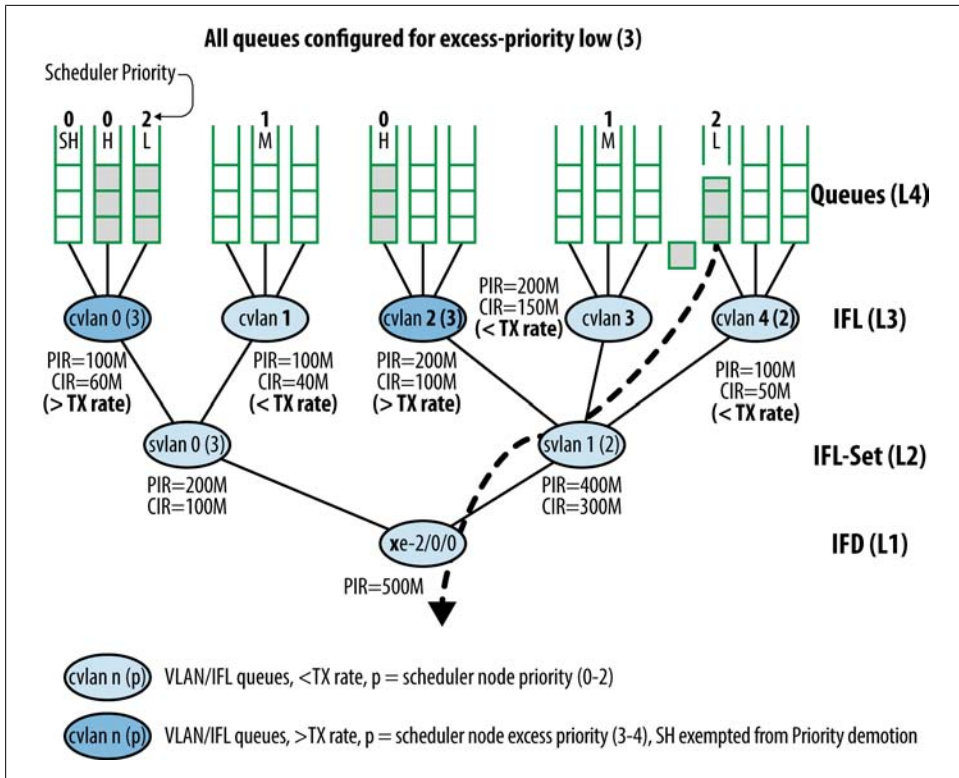 All queues configured for excess-priority low (3)
Scheduler Priority
0 0 2 1 0 1 2
SH H L M H M L
Queues (L4)
cvlan 0 (3) cvlan 1 cvlan 2 (3) cvlan 3 cvlan 4 (2)
IFL (L3)
PIR=100M
CIR=60M
(> TX rate)
PIR=100M
CIR=40M
(< TX rate)
PIR=200M
CIR=100M
(> TX rate)
PIR=200M
CIR=150M
(< TX rate)
PIR=100M
CIR=50M
(< TX rate)
svlan 0 (3) svlan 1 (2)
IFL-Set (L2)
PIR=200M
CIR=100M
PIR=400M
CIR=300M
xe-2/0/0
IFD (L1)
PIR=500M
cvlan n (p) VLAN/IFL queues, <TX rate, p = scheduler node priority (0-2)
cvlan n (p) VLAN/IFL queues, >TX rate, p = scheduler node excess priority (3-4), SH exempted from Priority demotion